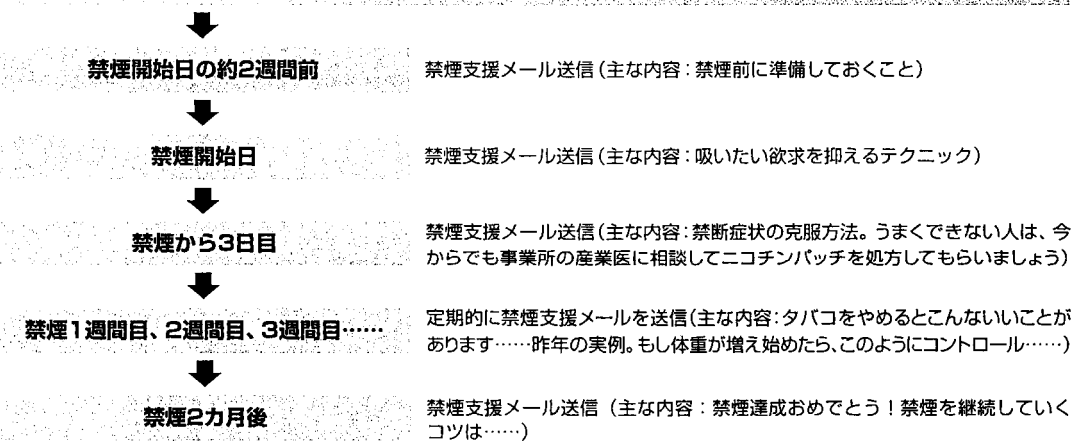 禁煙開始日の約2週間前
禁煙支援メール送信(主な内容:禁煙前に準備しておくこと)
禁煙開始日
禁煙支援メール送信(主な内容:吸いたい欲求を抑えるテクニック)
禁煙から3日目
禁煙支援メール送信(主な内容:禁断症状の克服方法。うまくできない人は、今
からでも事業所の産業医に相談してニコチンパッチを処方してもらいましょう)
禁煙1週間目、2週間目、3週間目……
定期的に禁煙支援メールを送信(主な内容:タバコをやめるとこんないいことが
あります……昨年の実例。もし体重が増え始めたら、このようにコントロール……)
禁煙2カ月後
禁煙支援メール送信(主な内容:禁煙達成おめでとう!禁煙を継続していく
コツは……)